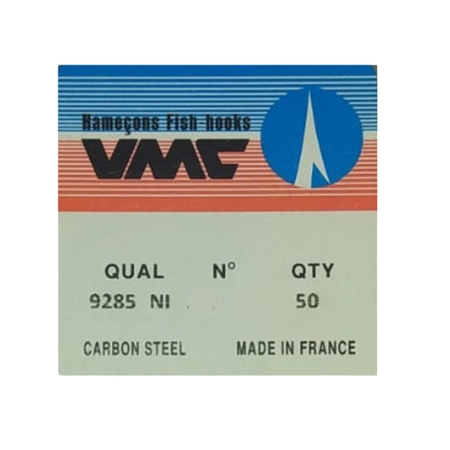 Hameçons Fish hooks
VMC
QUAL N° QTY
9285 NI 50
CARBON STEEL MADE IN FRANCE